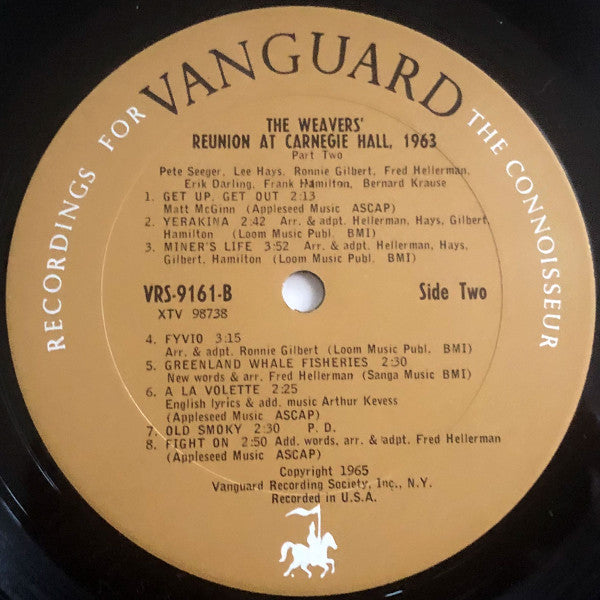 RECORDINGS FOR VANGUARD THE CONNOISSEUR
THE WEAVERS'
REUNION AT CARNEGIE HALL, 1963
Part Two
Pete Seeger, Lee Hays, Ronnie Gilbert, Fred Hellerman,
Erik Darling, Frank Hamilton, Bernard Krause
1. GET UP, GET OUT 2:13
Matt McGinn (Appleseed Music ASCAP)
2. YERAKINA 2:42 Arr. & adpt. Hellerman, Hays, Gilbert
Hamilton (Loom Music Publ. BMI)
3. MINER'S LIFE 3:52 Arr. & adpt. Hellerman, Hays,
Gilbert, Hamilton (Loom Music Publ. BMI)
VRS-9161-B Side Two
XTV 98738
4. FYVIO 3:15
Arr. & adpt. Ronnie Gilbert (Loom Music Publ. BMI)
5. GREENLAND WHALE FISHERIES 2:30
New words & arr. Fred Hellerman (Sanga Music BMI)
6. A LA VOLETTE 2:25
English lyrics & add. music Arthur Kevess
(Appleseed Music ASCAP)
7. OLD SMOKY 2:30 P. D.
8. FIGHT ON 2:50 Add. words, arr. & adpt. Fred Hellerman
(Appleseed Music ASCAP)
Copyright 1965
Vanguard Recording Society, Inc., N.Y.
Recorded in U.S.A.